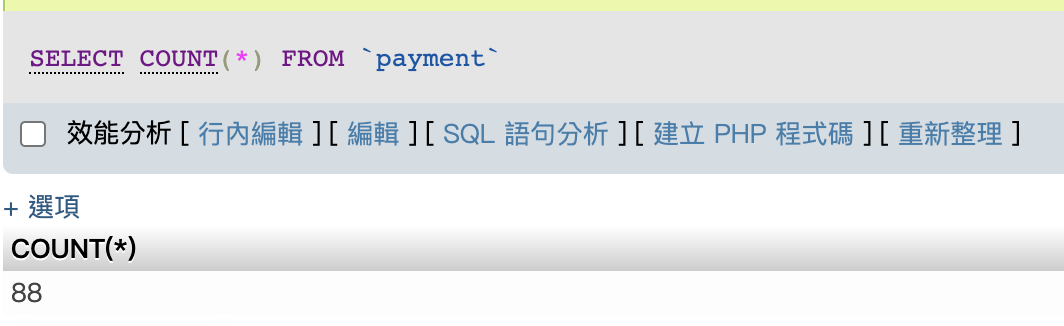 SELECT COUNT(*) FROM `payment`
效能分析 [ 行內編輯 ] [ 編輯 ] [ SQL 語句分析 ] [ 建立 PHP 程式碼 ] [ 重新整理 ]
+ 選項
COUNT(*)
88